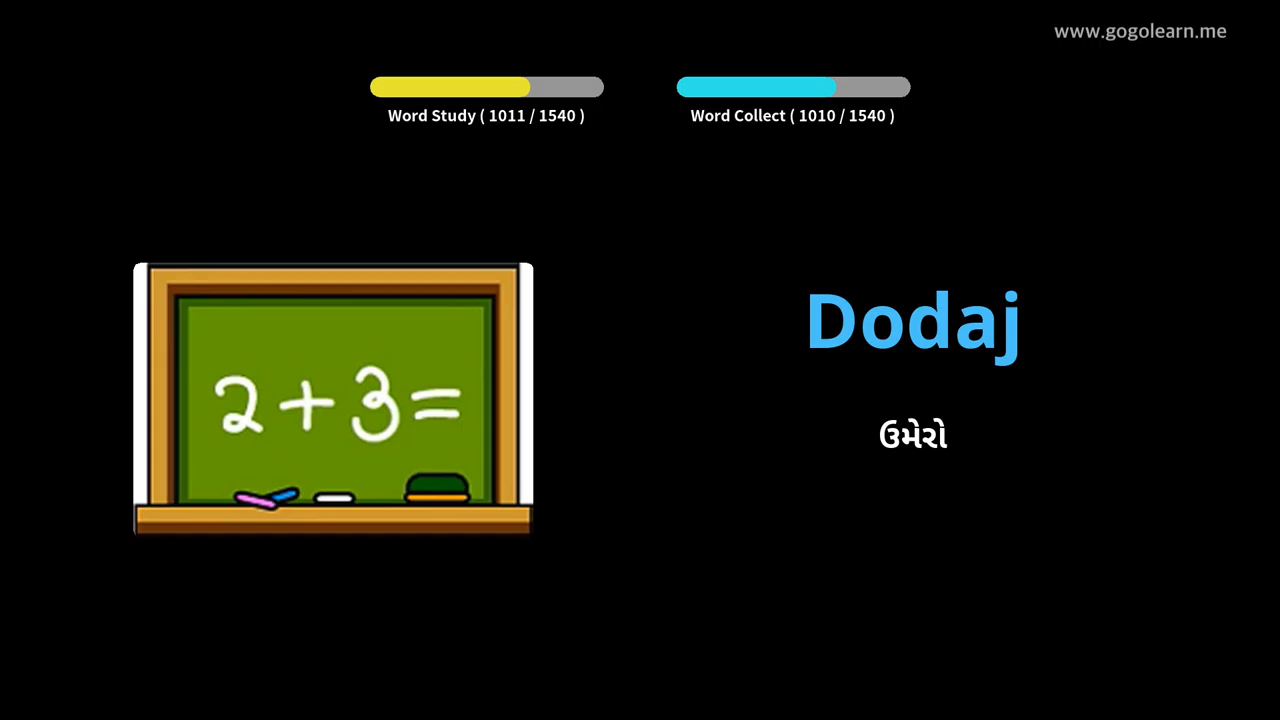 www.gogolearn.me
Word Study ( 1011 / 1540 )
Word Collect ( 1010 / 1540 )
2+3=
Dodaj
ઉમેરો